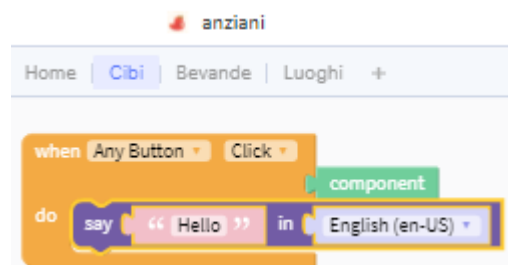 anziani
Home Cibi Bevande Luoghi +
when Any Button Click
component
do say “ Hello ” in English (en-US)